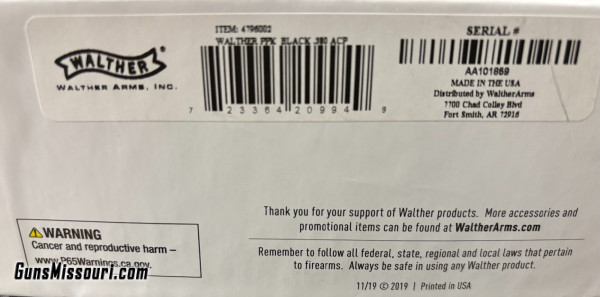 WALTHER
WALTHER ARMS, INC.
ITEM: 4796002
WALTHER PPK BLACK .380 ACP
7 23364 20994 9
SERIAL #
AA101869
MADE IN THE USA
Distributed by WaltherArms
7700 Chad Colley Blvd
Fort Smith, AR 72916
WARNING
Cancer and reproductive harm –
www.P65Warnings.ca.gov.
GunsMissouri.com
Thank you for your support of Walther products. More accessories and
promotional items can be found at WaltherArms.com
Remember to follow all federal, state, regional and local laws that pertain
to firearms. Always be safe in using any Walther product.
11/19 © 2019 | Printed in USA